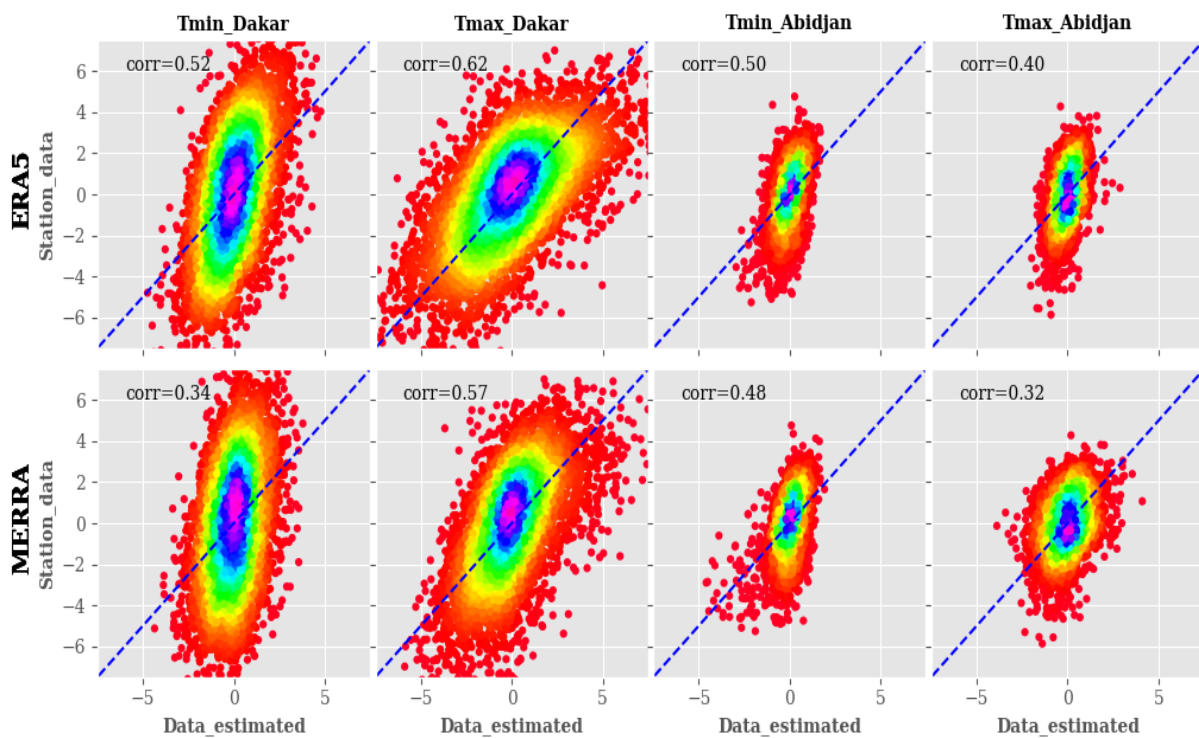 Tmin_Dakar Tmax_Dakar Tmin_Abidjan Tmax_Abidjan
ERA5
Station_data
6
4
2
0
−2
−4
−6
corr=0.52 corr=0.62 corr=0.50 corr=0.40
MERRA
Station_data
6
4
2
0
−2
−4
−6
corr=0.34 corr=0.57 corr=0.48 corr=0.32
−5 0 5 −5 0 5 −5 0 5 −5 0 5
Data_estimated Data_estimated Data_estimated Data_estimated